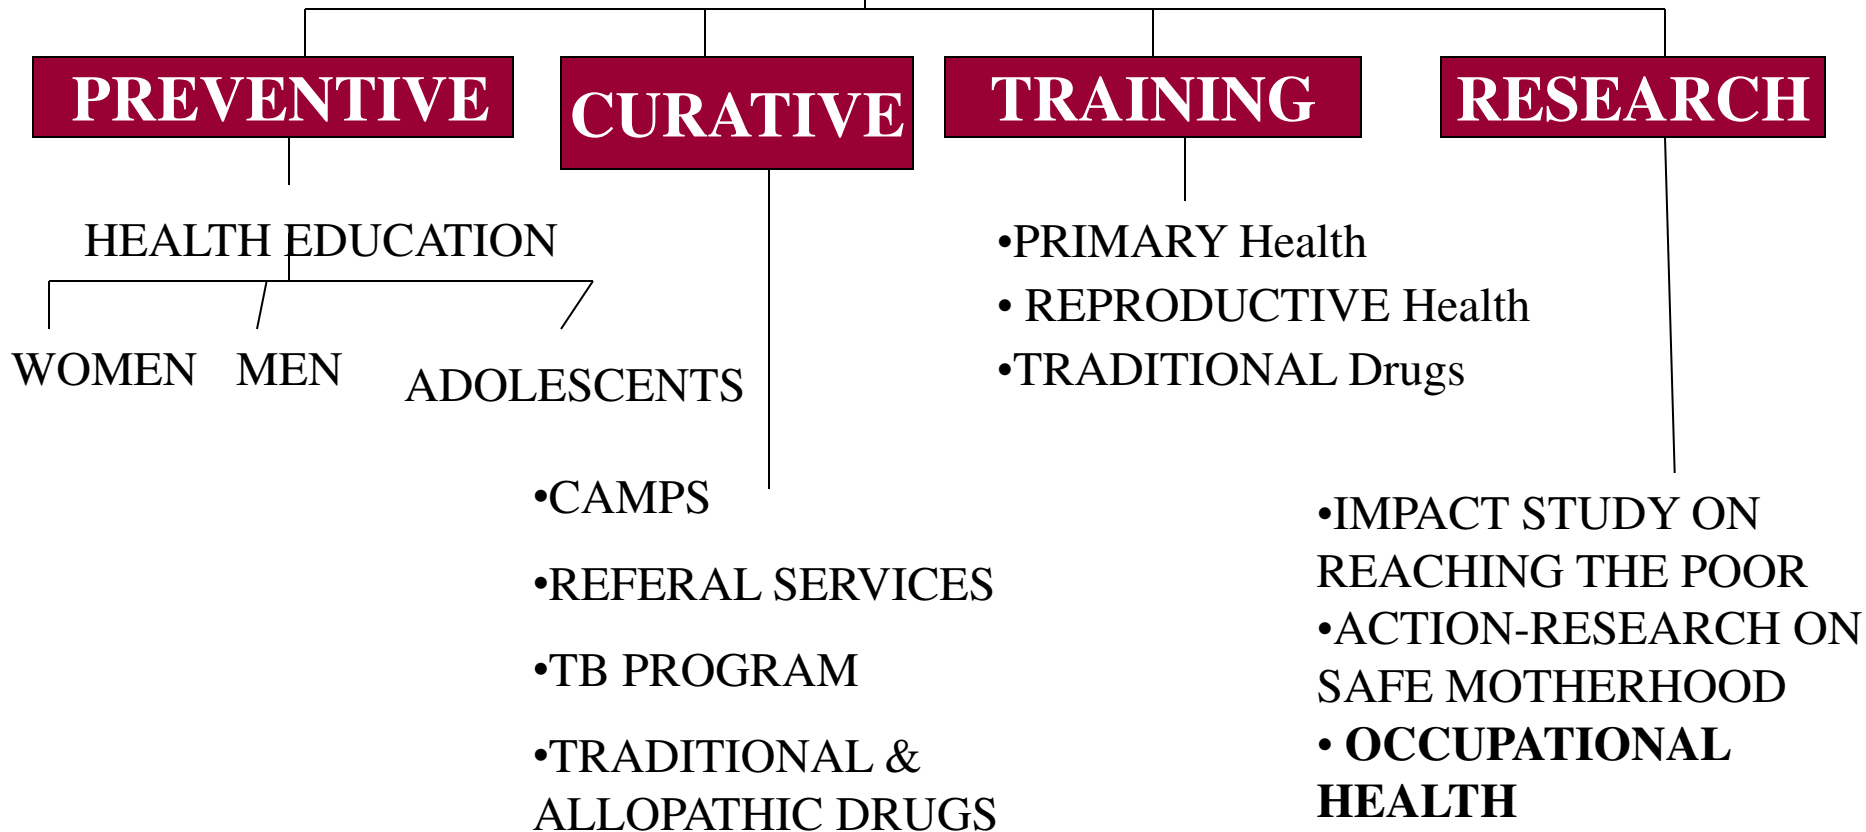 PREVENTIVE
CURATIVE
TRAINING
RESEARCH
HEALTH EDUCATION
WOMEN
MEN
ADOLESCENTS
•CAMPS
•REFERAL SERVICES
•TB PROGRAM
•TRADITIONAL &
ALLOPATHIC DRUGS
•PRIMARY Health
• REPRODUCTIVE Health
•TRADITIONAL Drugs
•IMPACT STUDY ON
REACHING THE POOR
•ACTION-RESEARCH ON
SAFE MOTHERHOOD
• OCCUPATIONAL
HEALTH